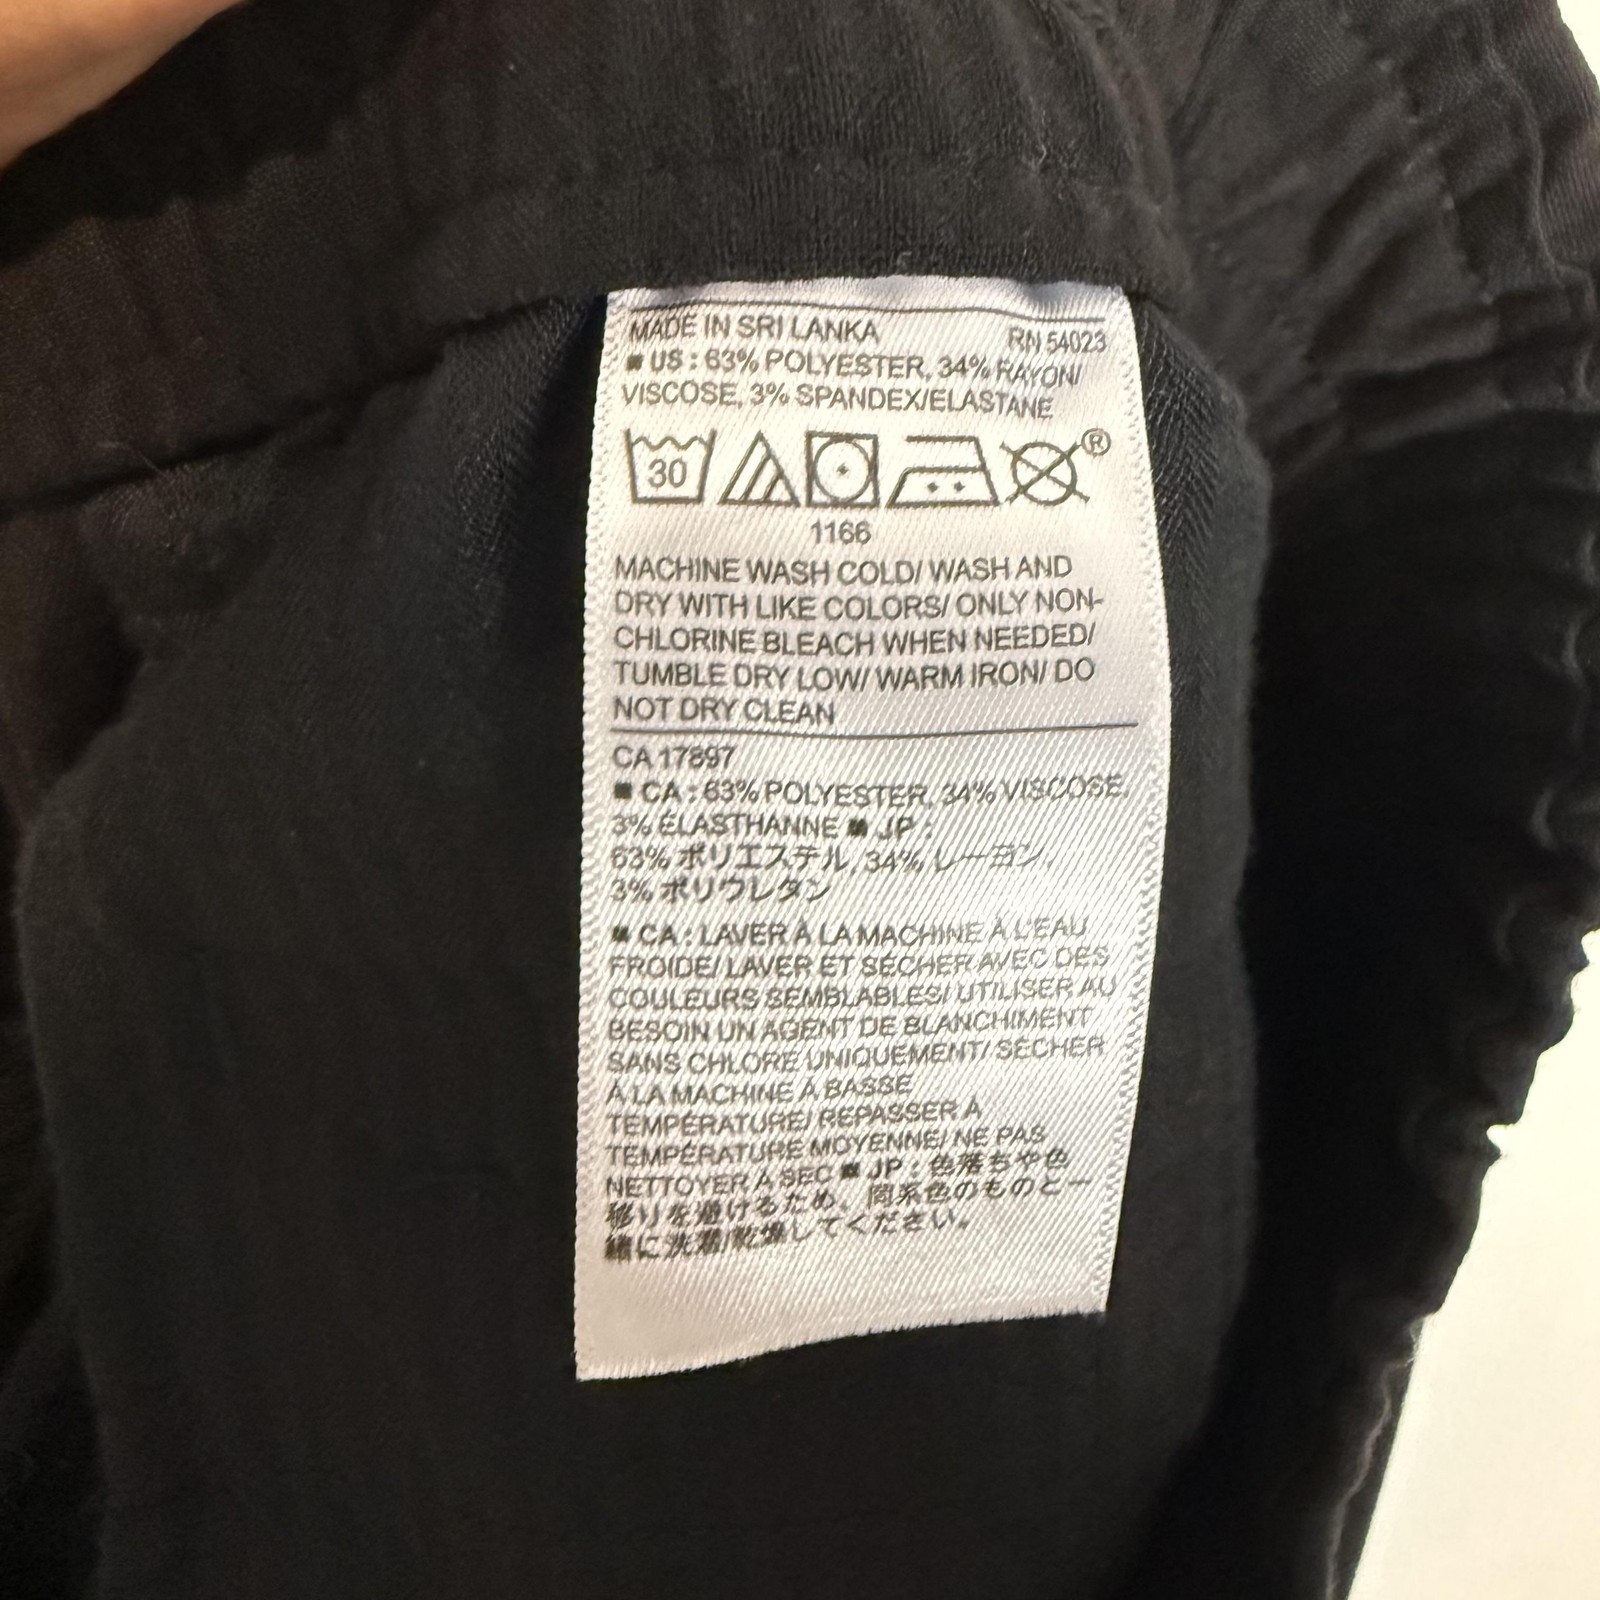 MADE IN SRI LANKA RN 54023
■ US : 63% POLYESTER, 34% RAYON/
VISCOSE, 3% SPANDEX/ELASTANE
30 ®
1166
MACHINE WASH COLD/ WASH AND
DRY WITH LIKE COLORS/ ONLY NON-
CHLORINE BLEACH WHEN NEEDED/
TUMBLE DRY LOW/ WARM IRON/ DO
NOT DRY CLEAN
CA 17897
■ CA : 63% POLYESTER, 34% VISCOSE,
3% ÉLASTHANNE ■ JP :
63% ポリエステル, 34% レーヨン,
3% ポリウレタン
■ CA : LAVER À LA MACHINE À L'EAU
FROIDE/ LAVER ET SÉCHER AVEC DES
COULEURS SEMBLABLES/ UTILISER AU
BESOIN UN AGENT DE BLANCHIMENT
SANS CHLORE UNIQUEMENT/ SÉCHER
À LA MACHINE À BASSE
TEMPÉRATURE/ REPASSER À
TEMPÉRATURE MOYENNE/ NE PAS
NETTOYER À SEC ■ JP : 色落ちや色
移りを避けるため、同系色のものと一
緒に洗濯/乾燥してください。